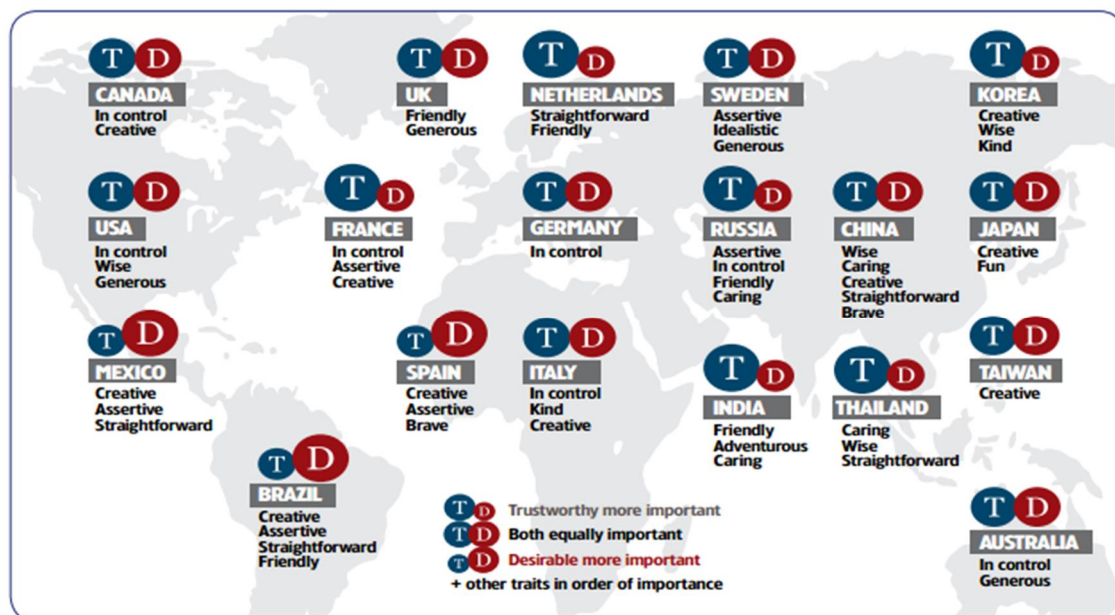 T D
CANADA
In control
Creative
T D
UK
Friendly
Generous
T D
NETHERLANDS
Straightforward
Friendly
T D
SWEDEN
Assertive
Idealistic
Generous
T D
KOREA
Creative
Wise
Kind
T D
USA
In control
Wise
Generous
T D
FRANCE
In control
Assertive
Creative
T D
GERMANY
In control
T D
RUSSIA
Assertive
In control
Friendly
Caring
T D
CHINA
Wise
Caring
Creative
Straightforward
Brave
T D
JAPAN
Creative
Fun
T D
MEXICO
Creative
Assertive
Straightforward
T D
SPAIN
Creative
Assertive
Brave
T D
ITALY
In control
Kind
Creative
T D
INDIA
Friendly
Adventurous
Caring
T D
THAILAND
Caring
Wise
Straightforward
T D
TAIWAN
Creative
T D
BRAZIL
Creative
Assertive
Straightforward
Friendly
T D Trustworthy more important
T D Both equally important
T D Desirable more important
+ other traits in order of importance
T D
AUSTRALIA
In control
Generous